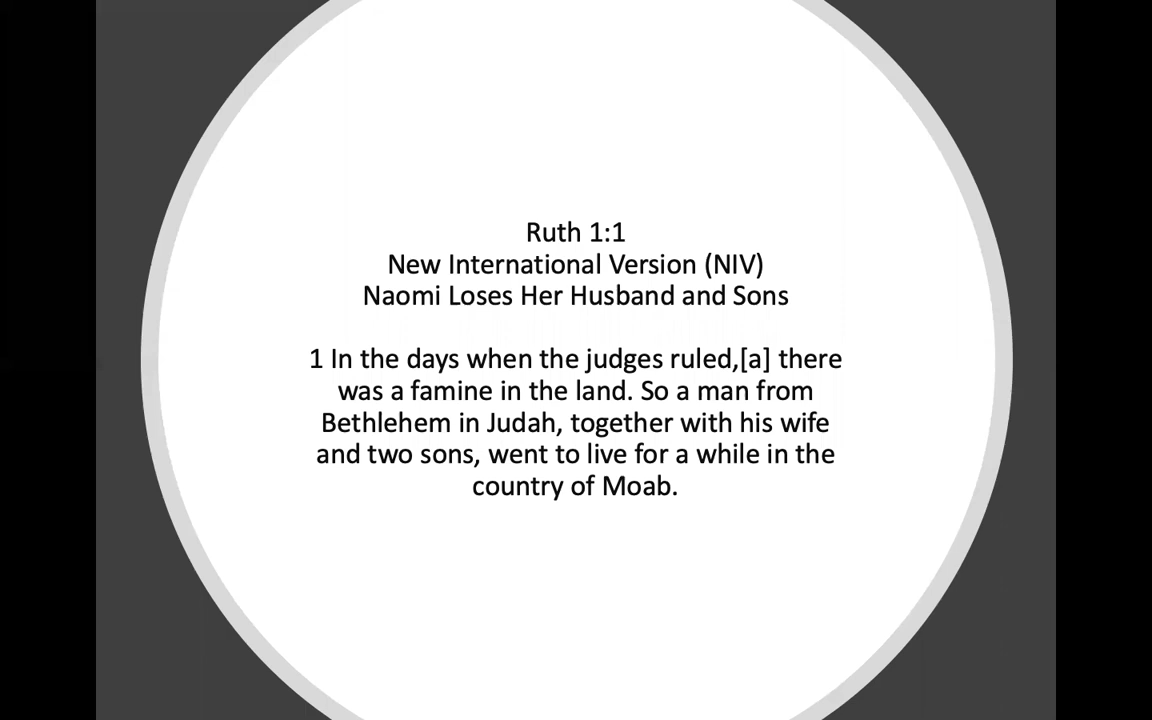 Ruth 1:1
New International Version (NIV)
Naomi Loses Her Husband and Sons
1 In the days when the judges ruled,[a] there
was a famine in the land. So a man from
Bethlehem in Judah, together with his wife
and two sons, went to live for a while in the
country of Moab.